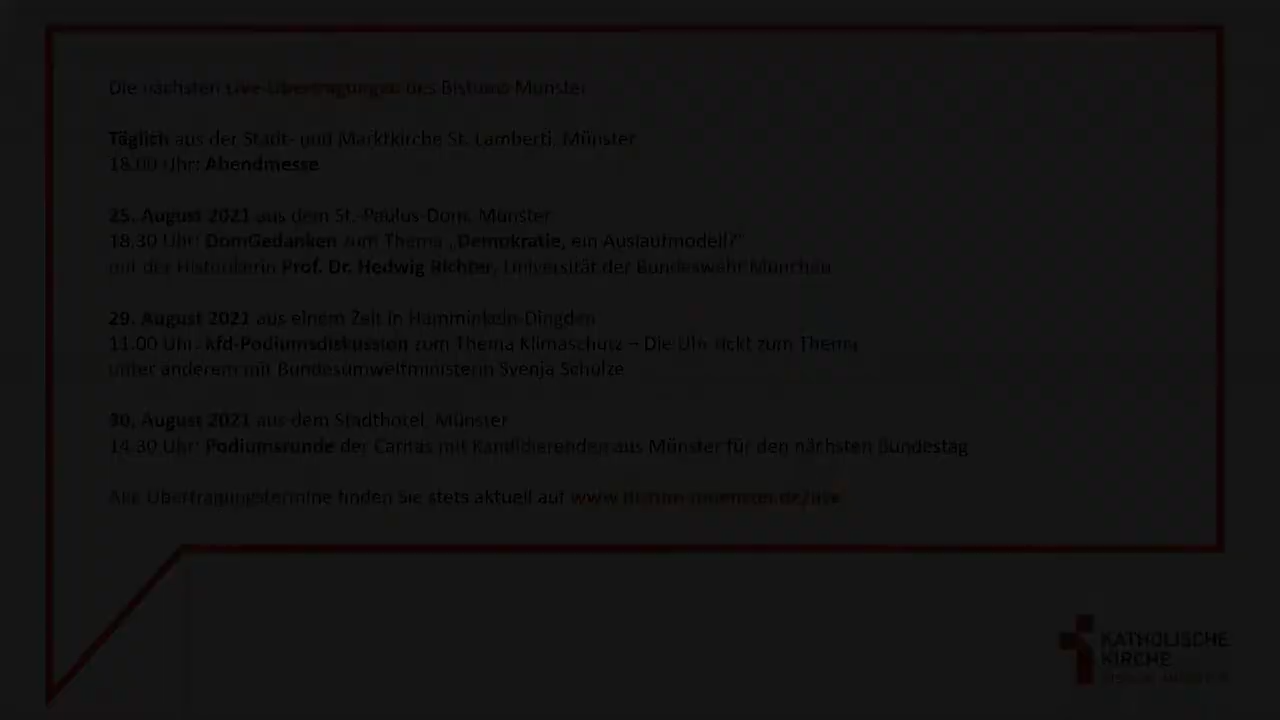 Die nächsten Live-Übertragungen des Bistums Münster
Täglich aus der Stadt- und Marktkirche St. Lamberti, Münster
18.00 Uhr: Abendmesse
25. August 2021 aus dem St.-Paulus-Dom, Münster
18.30 Uhr: DomGedanken zum Thema „Demokratie, ein Auslaufmodell?“
mit der Historikerin Prof. Dr. Hedwig Richter, Universität der Bundeswehr München
29. August 2021 aus einem Zelt in Hamminkeln-Dingden
11.00 Uhr: kfd-Podiumsdiskussion zum Thema Klimaschutz – Die Uhr tickt zum Thema
unter anderem mit Bundesumweltministerin Svenja Schulze
30. August 2021 aus dem Stadthotel, Münster
14.30 Uhr: Podiumsrunde der Caritas mit Kandidierenden aus Münster für den nächsten Bundestag
Alle Übertragungstermine finden Sie stets aktuell auf www.bistum-muenster.de/live
KATHOLISCHE
KIRCHE
BISTUM MÜNSTER